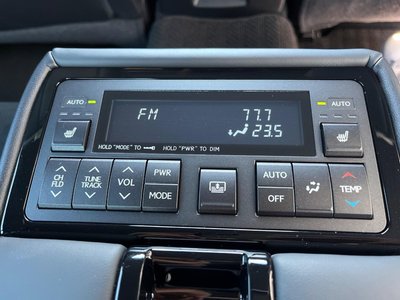 AUTO
FM 77.7
23.5
AUTO
HOLD "MODE" TO
HOLD "PWR" TO DIM
CH
FLD
TUNE
TRACK
VOL
PWR
MODE
AUTO
OFF
TEMP